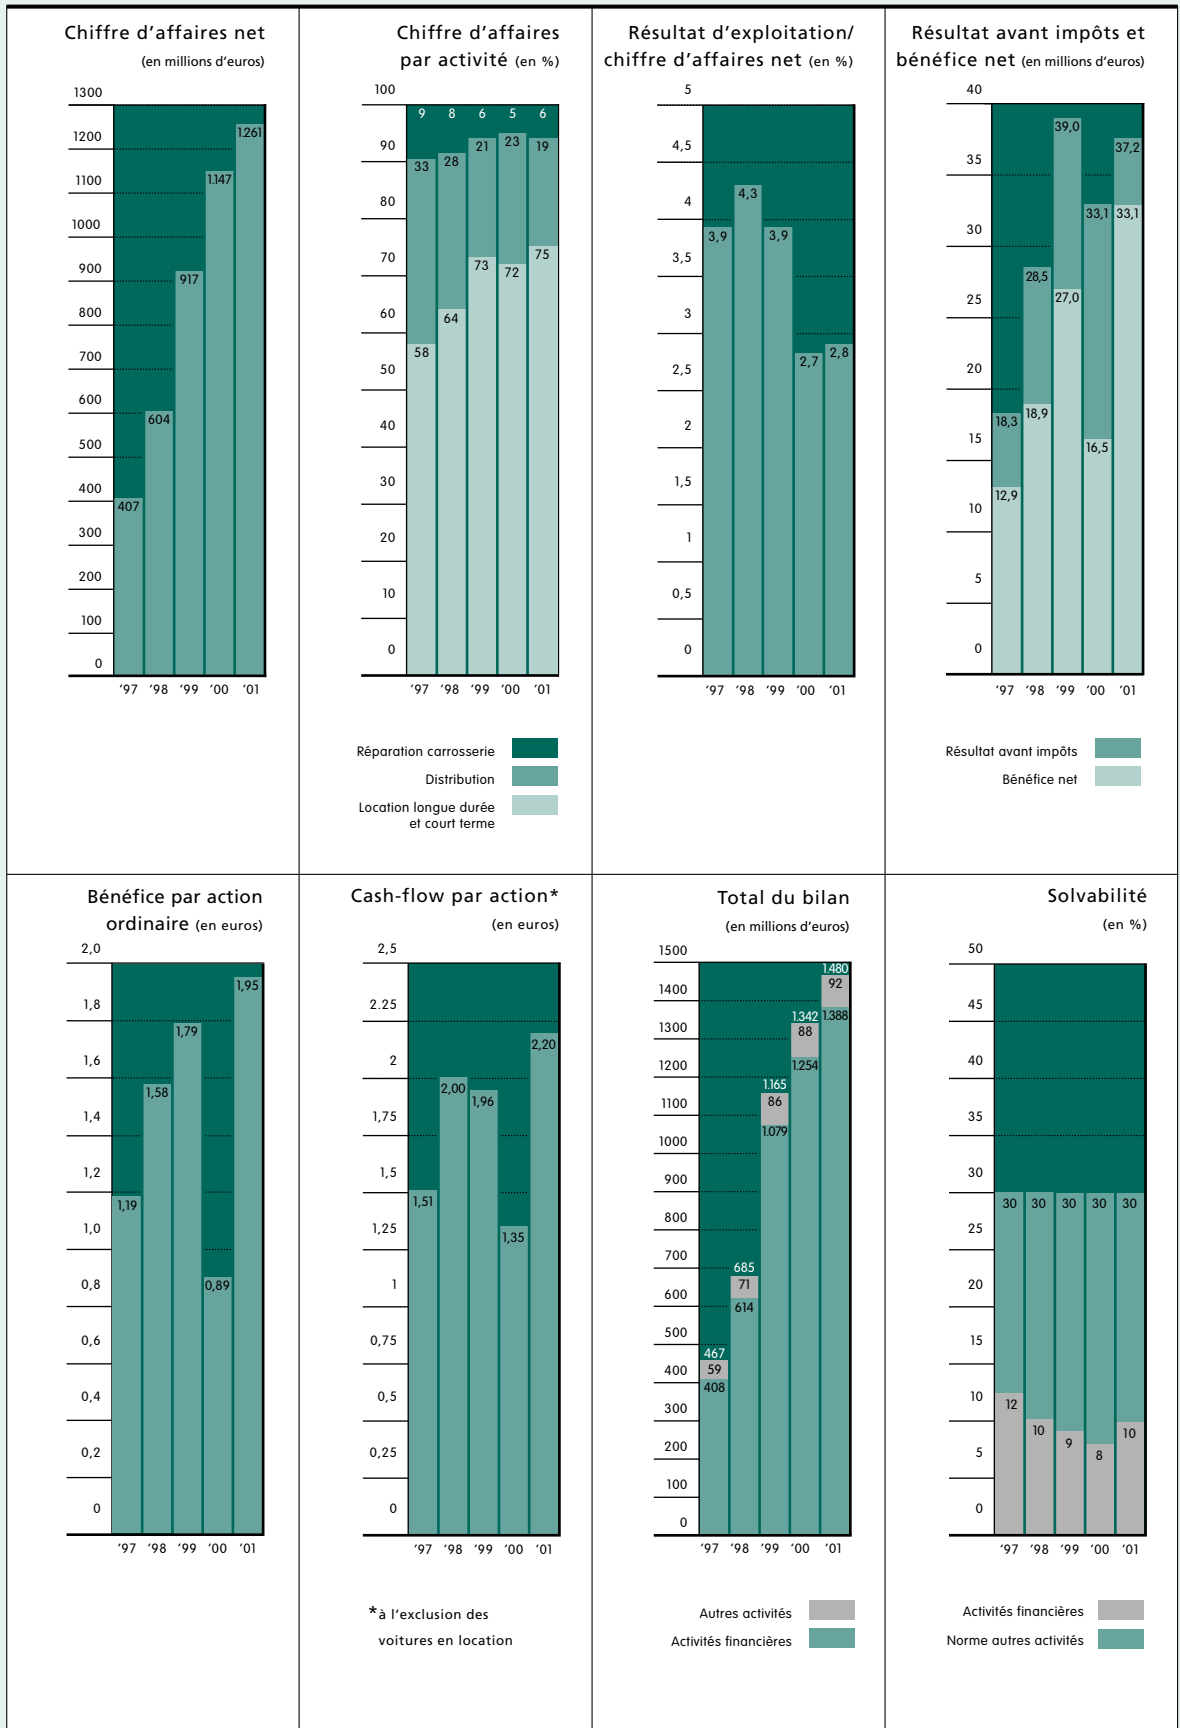 Chiffre d'affaires net
(en millions d'euros)
1300
1200
1100
1000
900
800
700
600
500
400
300
200
100
0
407
604
917
1.147
1.261
'97 '98 '99 '00 '01
Chiffre d'affaires
par activité (en %)
100
90
80
70
60
50
40
30
20
10
0
9 8 6 5 6
33 28 21 23 19
58 64 73 72 75
'97 '98 '99 '00 '01
Réparation carrosserie
Distribution
Location longue durée
et court terme
Résultat d'exploitation/
chiffre d'affaires net (en %)
5
4,5
4
3,5
3
2,5
2
1,5
1
0,5
0
3,9 4,3 3,9 2,7 2,8
'97 '98 '99 '00 '01
Résultat avant impôts et
bénéfice net (en millions d'euros)
40
35
30
25
20
15
10
5
0
18,3 28,5 39,0 33,1 37,2
12,9 18,9 27,0 16,5 33,1
'97 '98 '99 '00 '01
Résultat avant impôts
Bénéfice net
Bénéfice par action
ordinaire (en euros)
2,0
1,8
1,6
1,4
1,2
1,0
0,8
0,6
0,4
0,2
0
1,19 1,58 1,79 0,89 1,95
'97 '98 '99 '00 '01
Cash-flow par action*
(en euros)
2,5
2.25
2
1,75
1,5
1,25
1
0,75
0,5
0,25
0
1,51 2,00 1,96 1,35 2,20
'97 '98 '99 '00 '01
*à l'exclusion des
voitures en location
Total du bilan
(en millions d'euros)
1500
1400
1300
1200
1100
1000
900
800
700
600
500
400
300
200
100
0
467 685 1.165 1.342 1.480
59 71 86 88 92
408 614 1.079 1.254 1.388
'97 '98 '99 '00 '01
Autres activités
Activités financières
Solvabilité
(en %)
50
45
40
35
30
25
20
15
10
5
0
30 30 30 30 30
12 10 9 8 10
'97 '98 '99 '00 '01
Activités financières
Norme autres activités